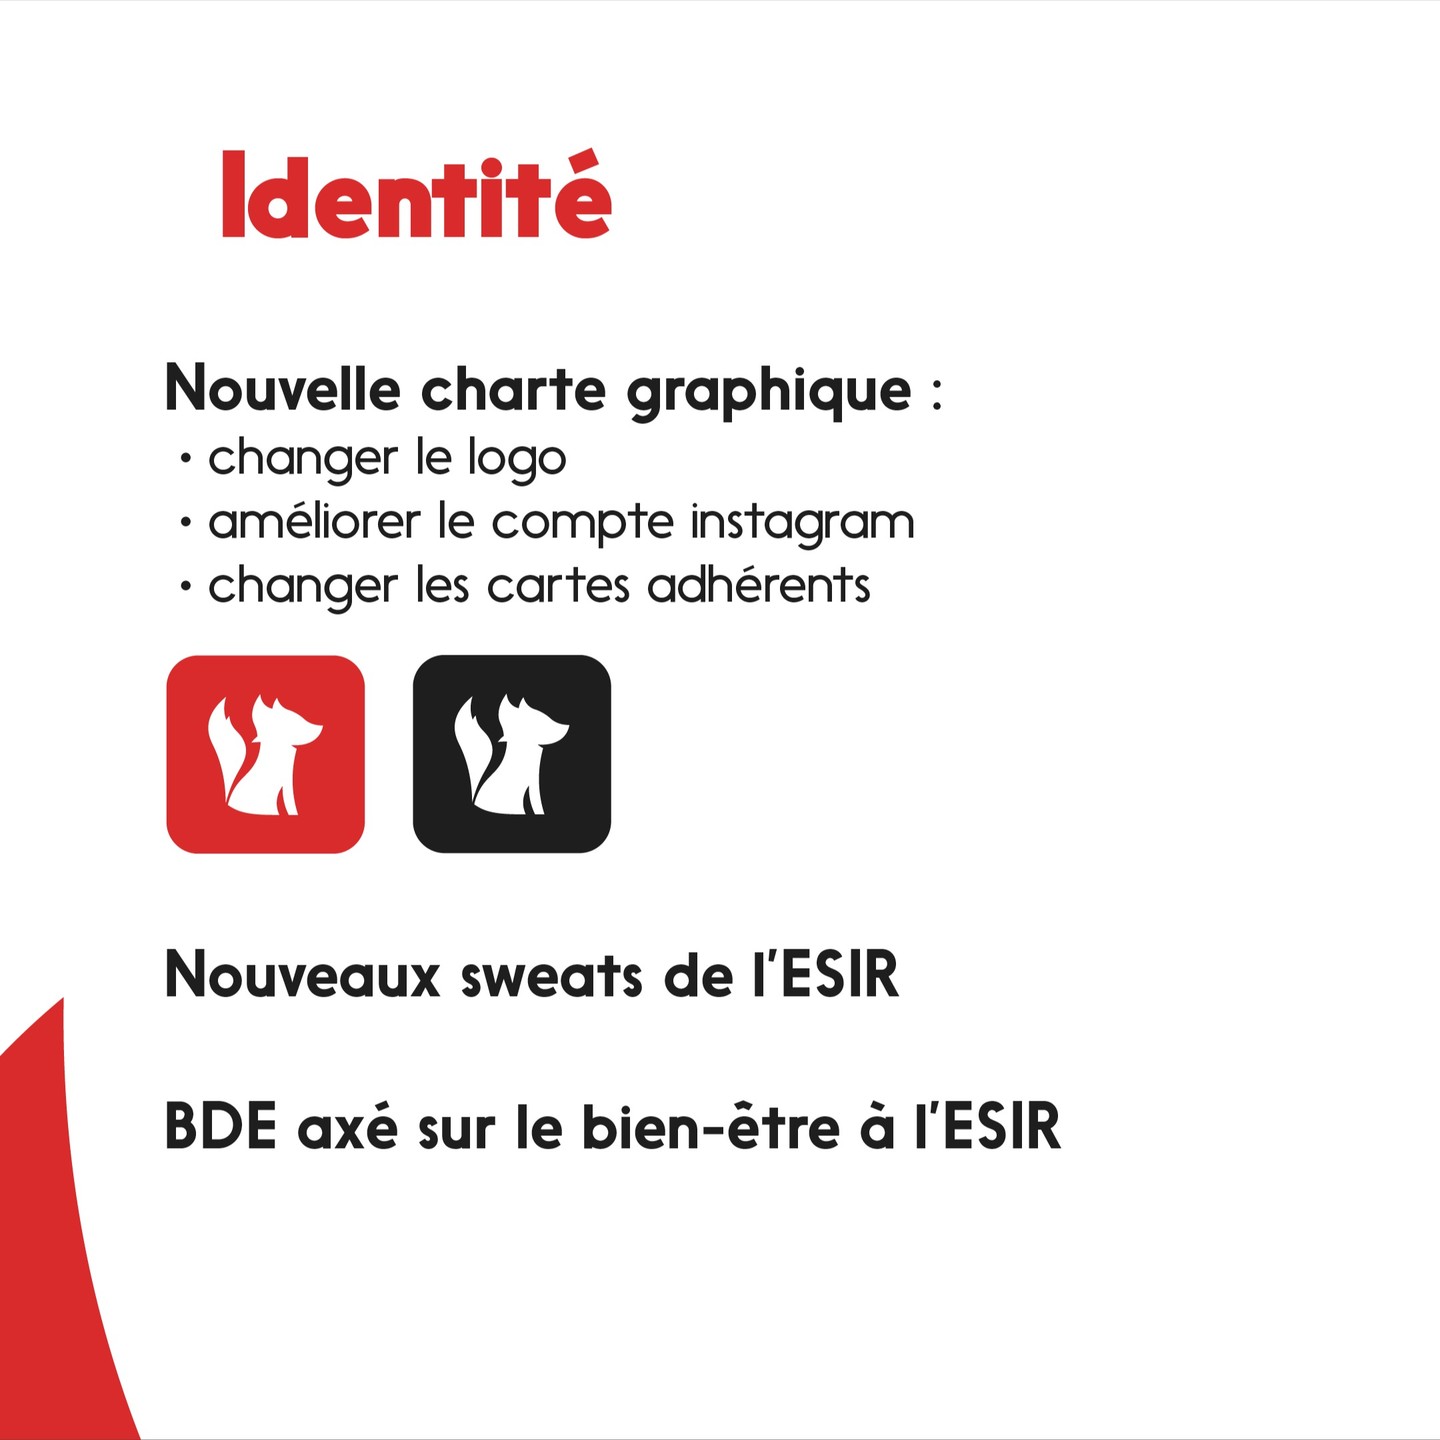 Identité
Nouvelle charte graphique :
• changer le logo
• améliorer le compte instagram
• changer les cartes adhérents
Nouveaux sweats de l'ESIR
BDE axé sur le bien-être à l'ESIR